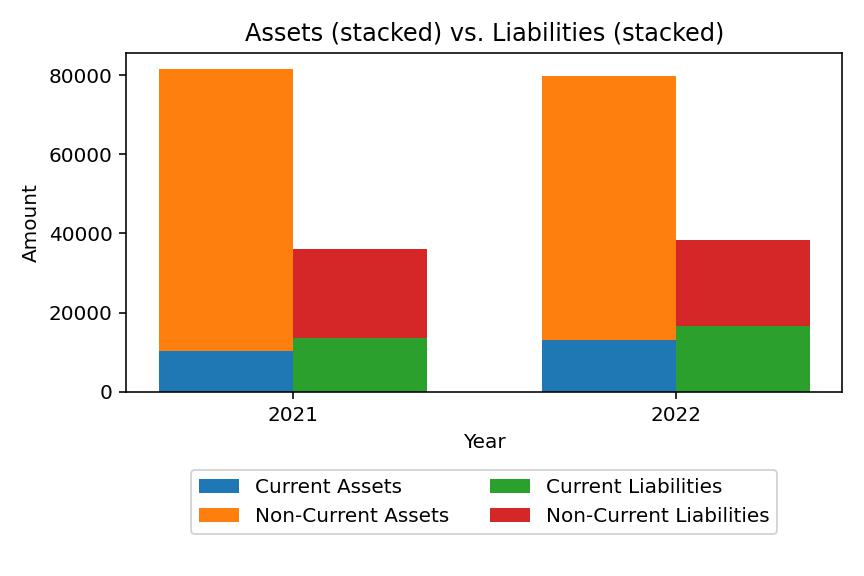 Assets (stacked) vs. Liabilities (stacked)
Amount
80000
60000
40000
20000
0
2021
2022
Year
Current Assets
Non-Current Assets
Current Liabilities
Non-Current Liabilities